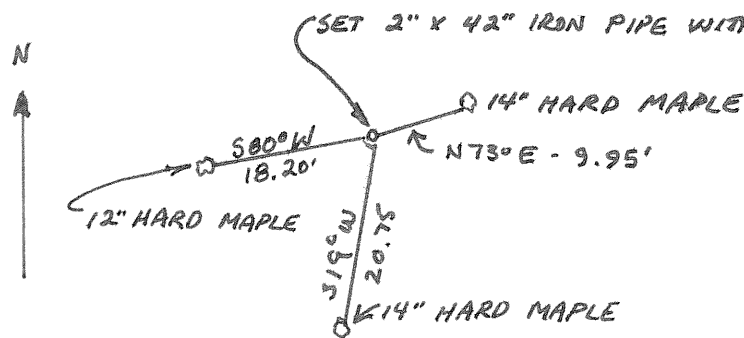 SET 2" X 42" IRON PIPE WITH
N
14" HARD MAPLE
S80°W
18.20'
N73°E - 9.95'
12" HARD MAPLE
S19°W
20.75
14" HARD MAPLE